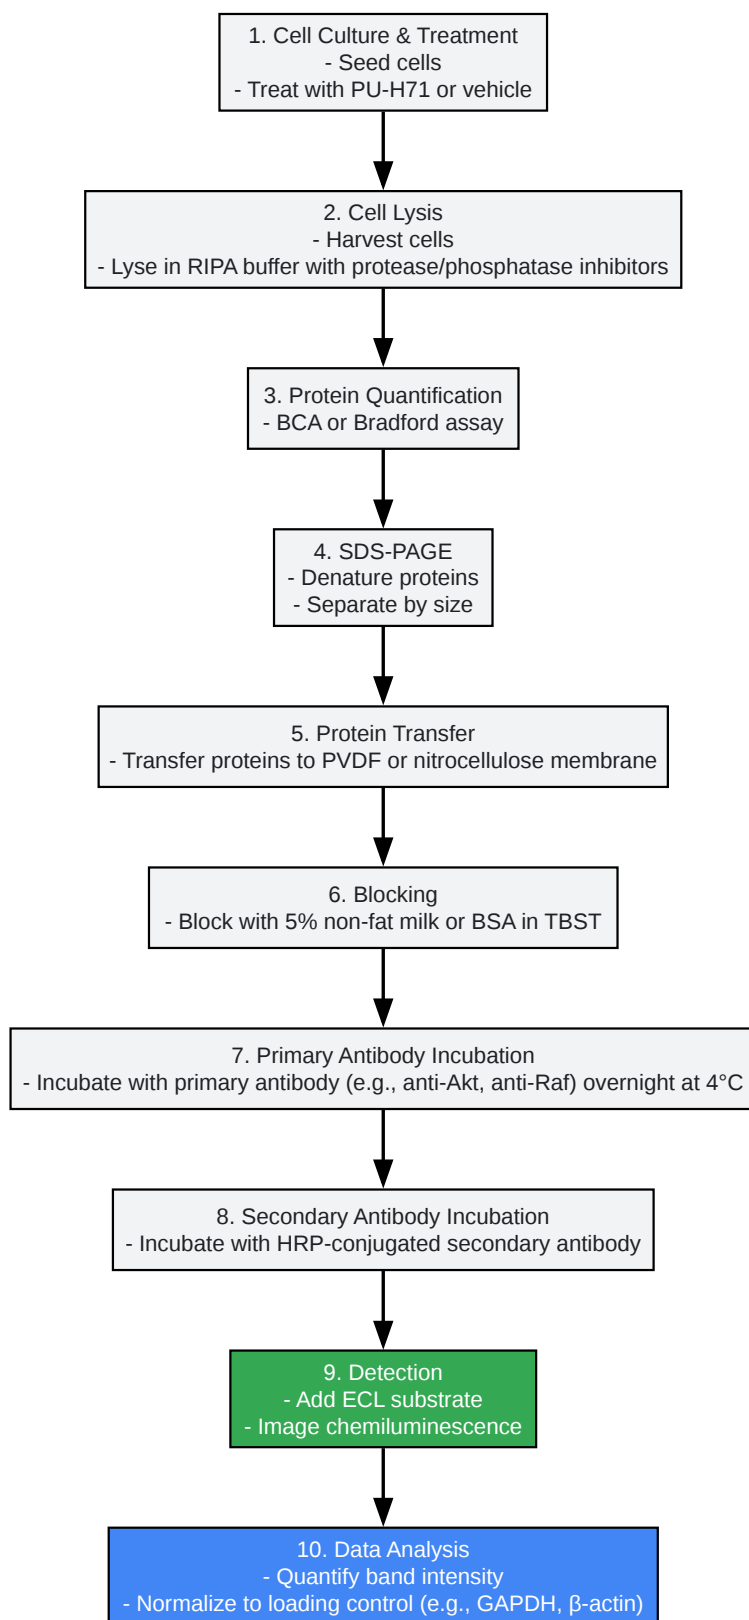 1. Cell Culture & Treatment
- Seed cells
- Treat with PU-H71 or vehicle
2. Cell Lysis
- Harvest cells
- Lyse in RIPA buffer with protease/phosphatase inhibitors
3. Protein Quantification
- BCA or Bradford assay
4. SDS-PAGE
- Denature proteins
- Separate by size
5. Protein Transfer
- Transfer proteins to PVDF or nitrocellulose membrane
6. Blocking
- Block with 5% non-fat milk or BSA in TBST
7. Primary Antibody Incubation
- Incubate with primary antibody (e.g., anti-Akt, anti-Raf) overnight at 4°C
8. Secondary Antibody Incubation
- Incubate with HRP-conjugated secondary antibody
9. Detection
- Add ECL substrate
- Image chemiluminescence
10. Data Analysis
- Quantify band intensity
- Normalize to loading control (e.g., GAPDH, β-actin)